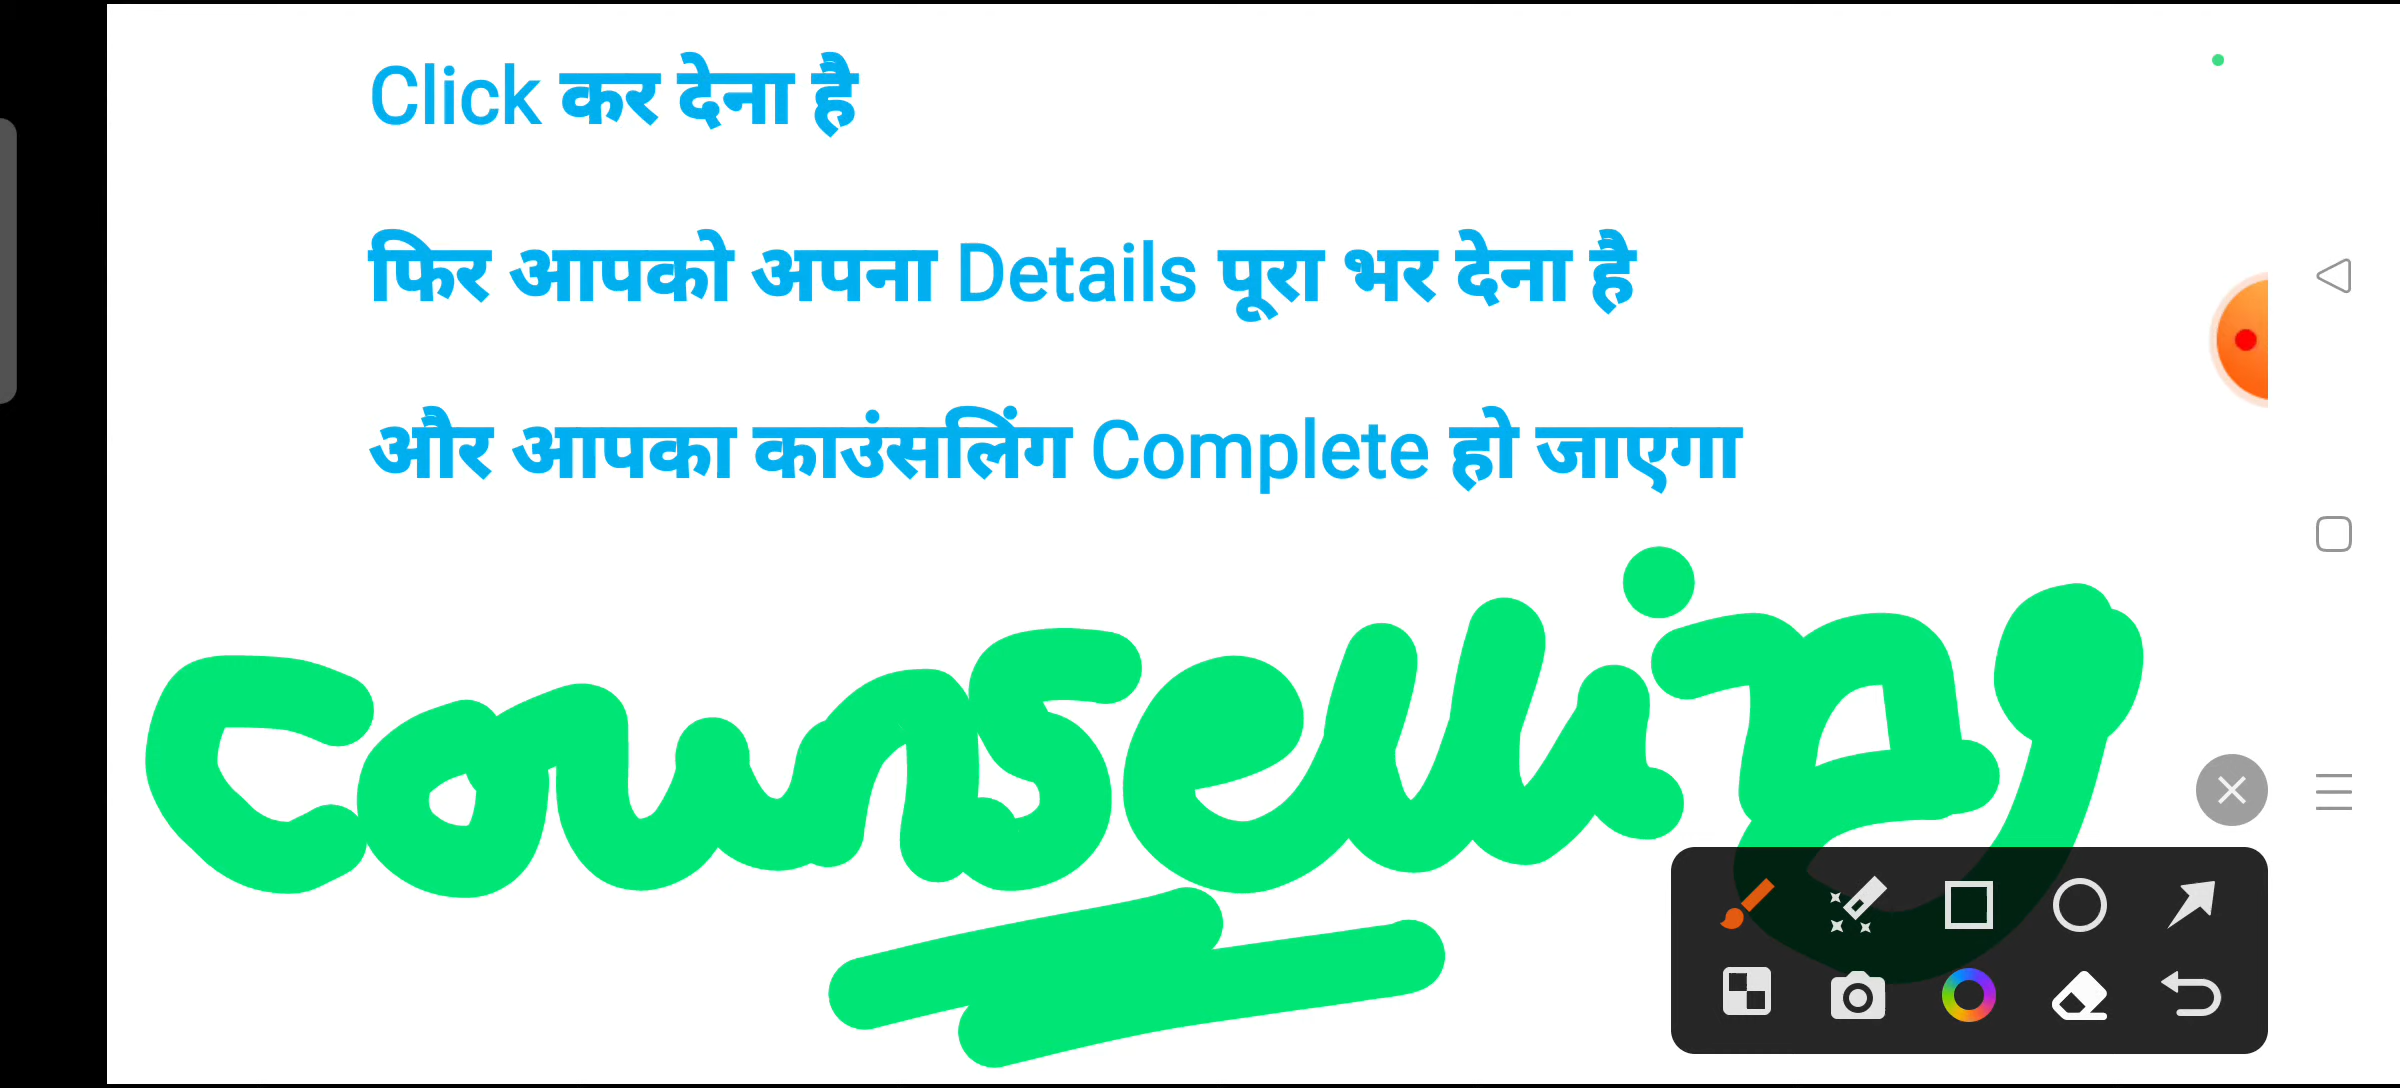 Click कर देना है
फिर आपको अपना Details पूरा भर देना है
और आपका काउंसलिंग Complete हो जाएगा
counselling